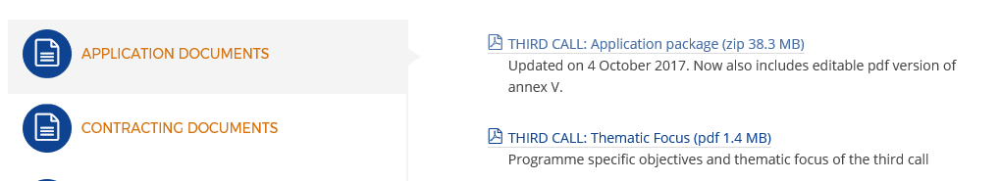 APPLICATION DOCUMENTS
CONTRACTING DOCUMENTS
THIRD CALL: Application package (zip 38.3 MB)
Updated on 4 October 2017. Now also includes editable pdf version of
annex V.
THIRD CALL: Thematic Focus (pdf 1.4 MB)
Programme specific objectives and thematic focus of the third call